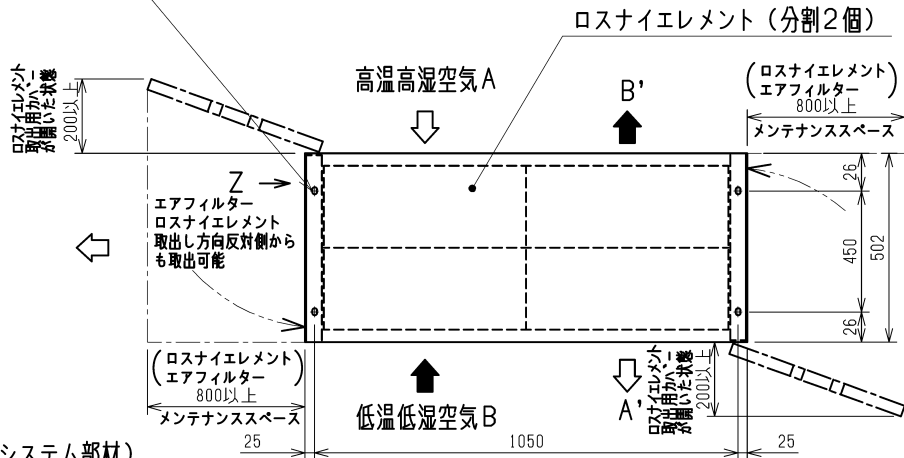 ロスナイエレメント（分割２個）
ロスナイエレメント
取出用カバー
が開いた状態
200以上
高温高湿空気A
B'
（ロスナイエレメント）
エアフィルター
800以上
メンテナンススペース
Z
エアフィルター
ロスナイエレメント
取出し方向反対側から
も取出可能
26
450
502
26
（ロスナイエレメント）
エアフィルター
800以上
メンテナンススペース
低温低湿空気B
A'
ロスナイエレメント
取出用カバー
が開いた状態
200以上
システム部材）
25
1050
25